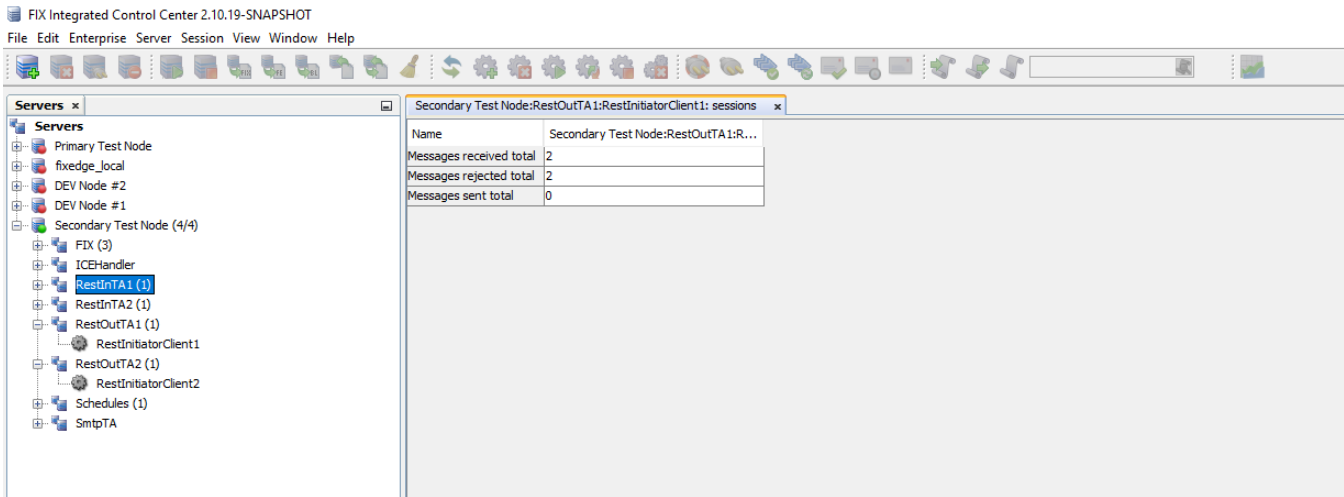 FIX Integrated Control Center 2.10.19-SNAPSHOT
File Edit Enterprise Server Session View Window Help
Servers
Servers
Primary Test Node
fixedge_local
DEV Node #2
DEV Node #1
Secondary Test Node (4/4)
FIX (3)
ICEHandler
RestInTA1 (1)
RestInTA2 (1)
RestOutTA1 (1)
RestInitiatorClient1
RestOutTA2 (1)
RestInitiatorClient2
Schedules (1)
SmtpTA
Secondary Test Node:RestOutTA1:RestInitiatorClient1: sessions
Name Secondary Test Node:RestOutTA1:R...
Messages received total 2
Messages rejected total 2
Messages sent total 0